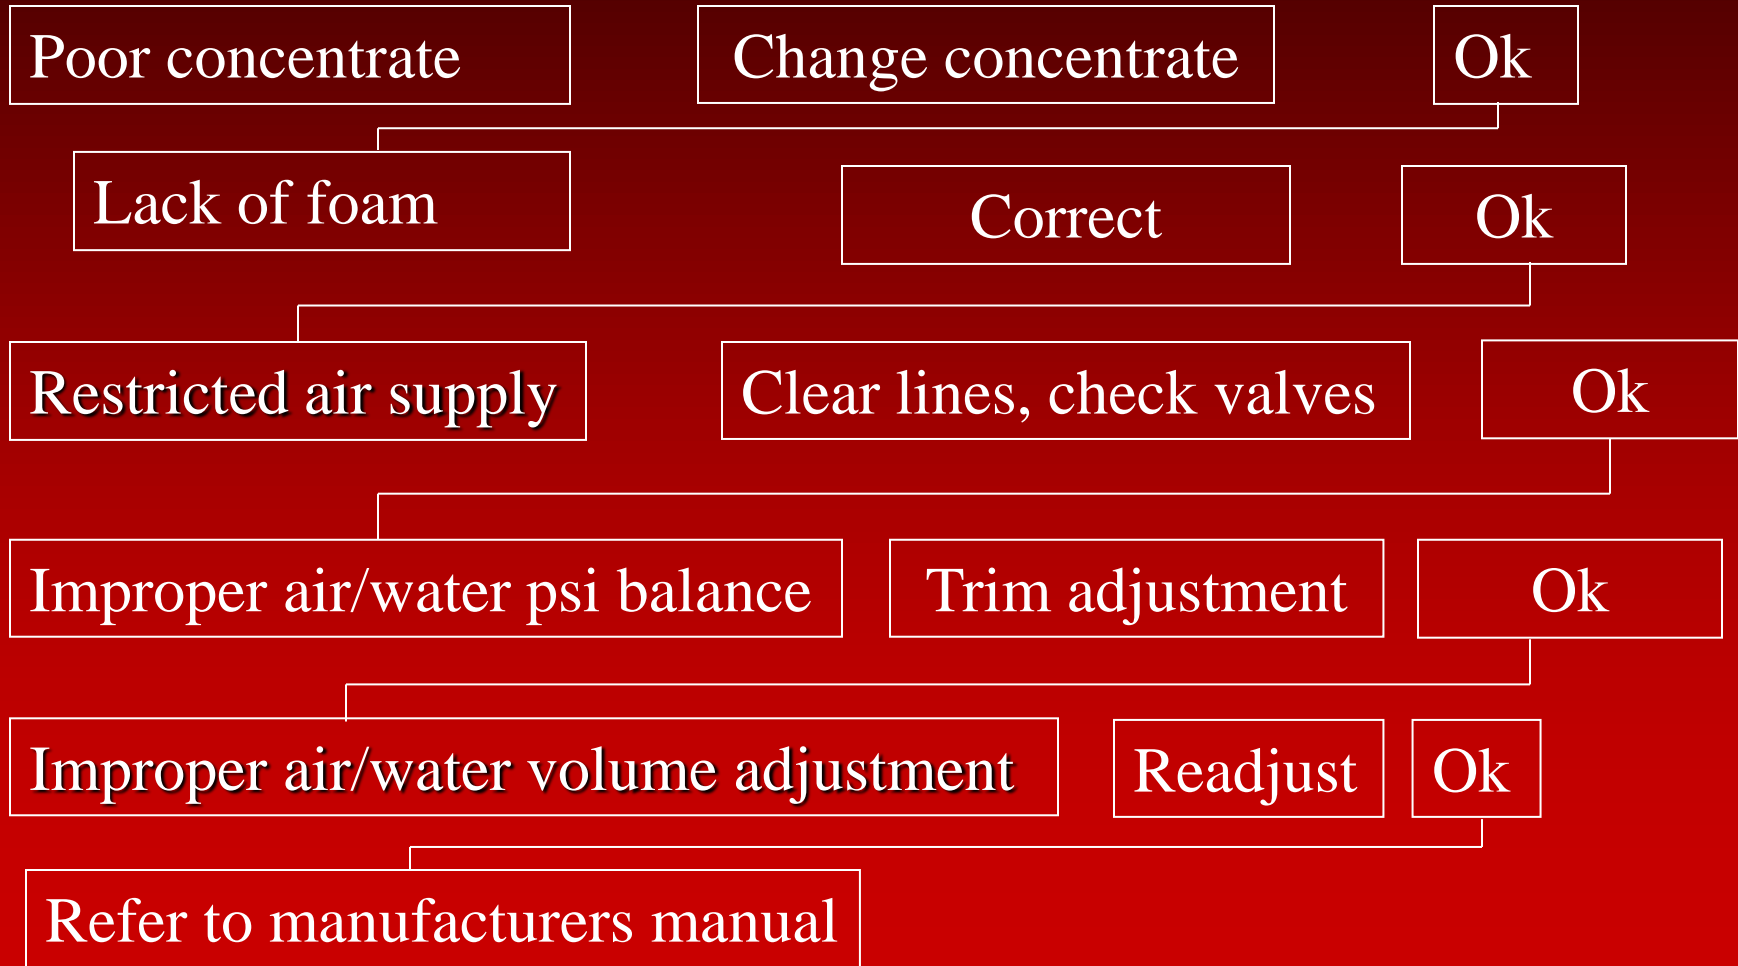 Poor concentrate
Change concentrate
Ok
Lack of foam
Correct
Ok
Restricted air supply
Clear lines, check valves
Ok
Improper air/water psi balance
Trim adjustment
Ok
Improper air/water volume adjustment
Readjust
Ok
Refer to manufacturers manual